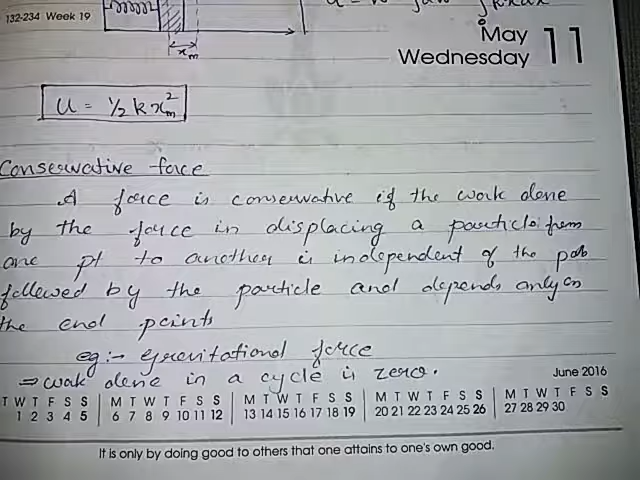 132-234 Week 19
x_m
May
Wednesday 11
U = 1/2 k x_m^2
Conservative force
A force is conservative if the work done
by the force in displacing a particle from
one pt to another is independent of the path
followed by the particle and depends only on
the end points
eg:- gravitational force
⇒ work done in a cycle is zero.
June 2016
T W T F S S M T W T F S S M T W T F S S M T W T F S S M T W T F S S
1 2 3 4 5 6 7 8 9 10 11 12 13 14 15 16 17 18 19 20 21 22 23 24 25 26 27 28 29 30
It is only by doing good to others that one attains to one's own good.